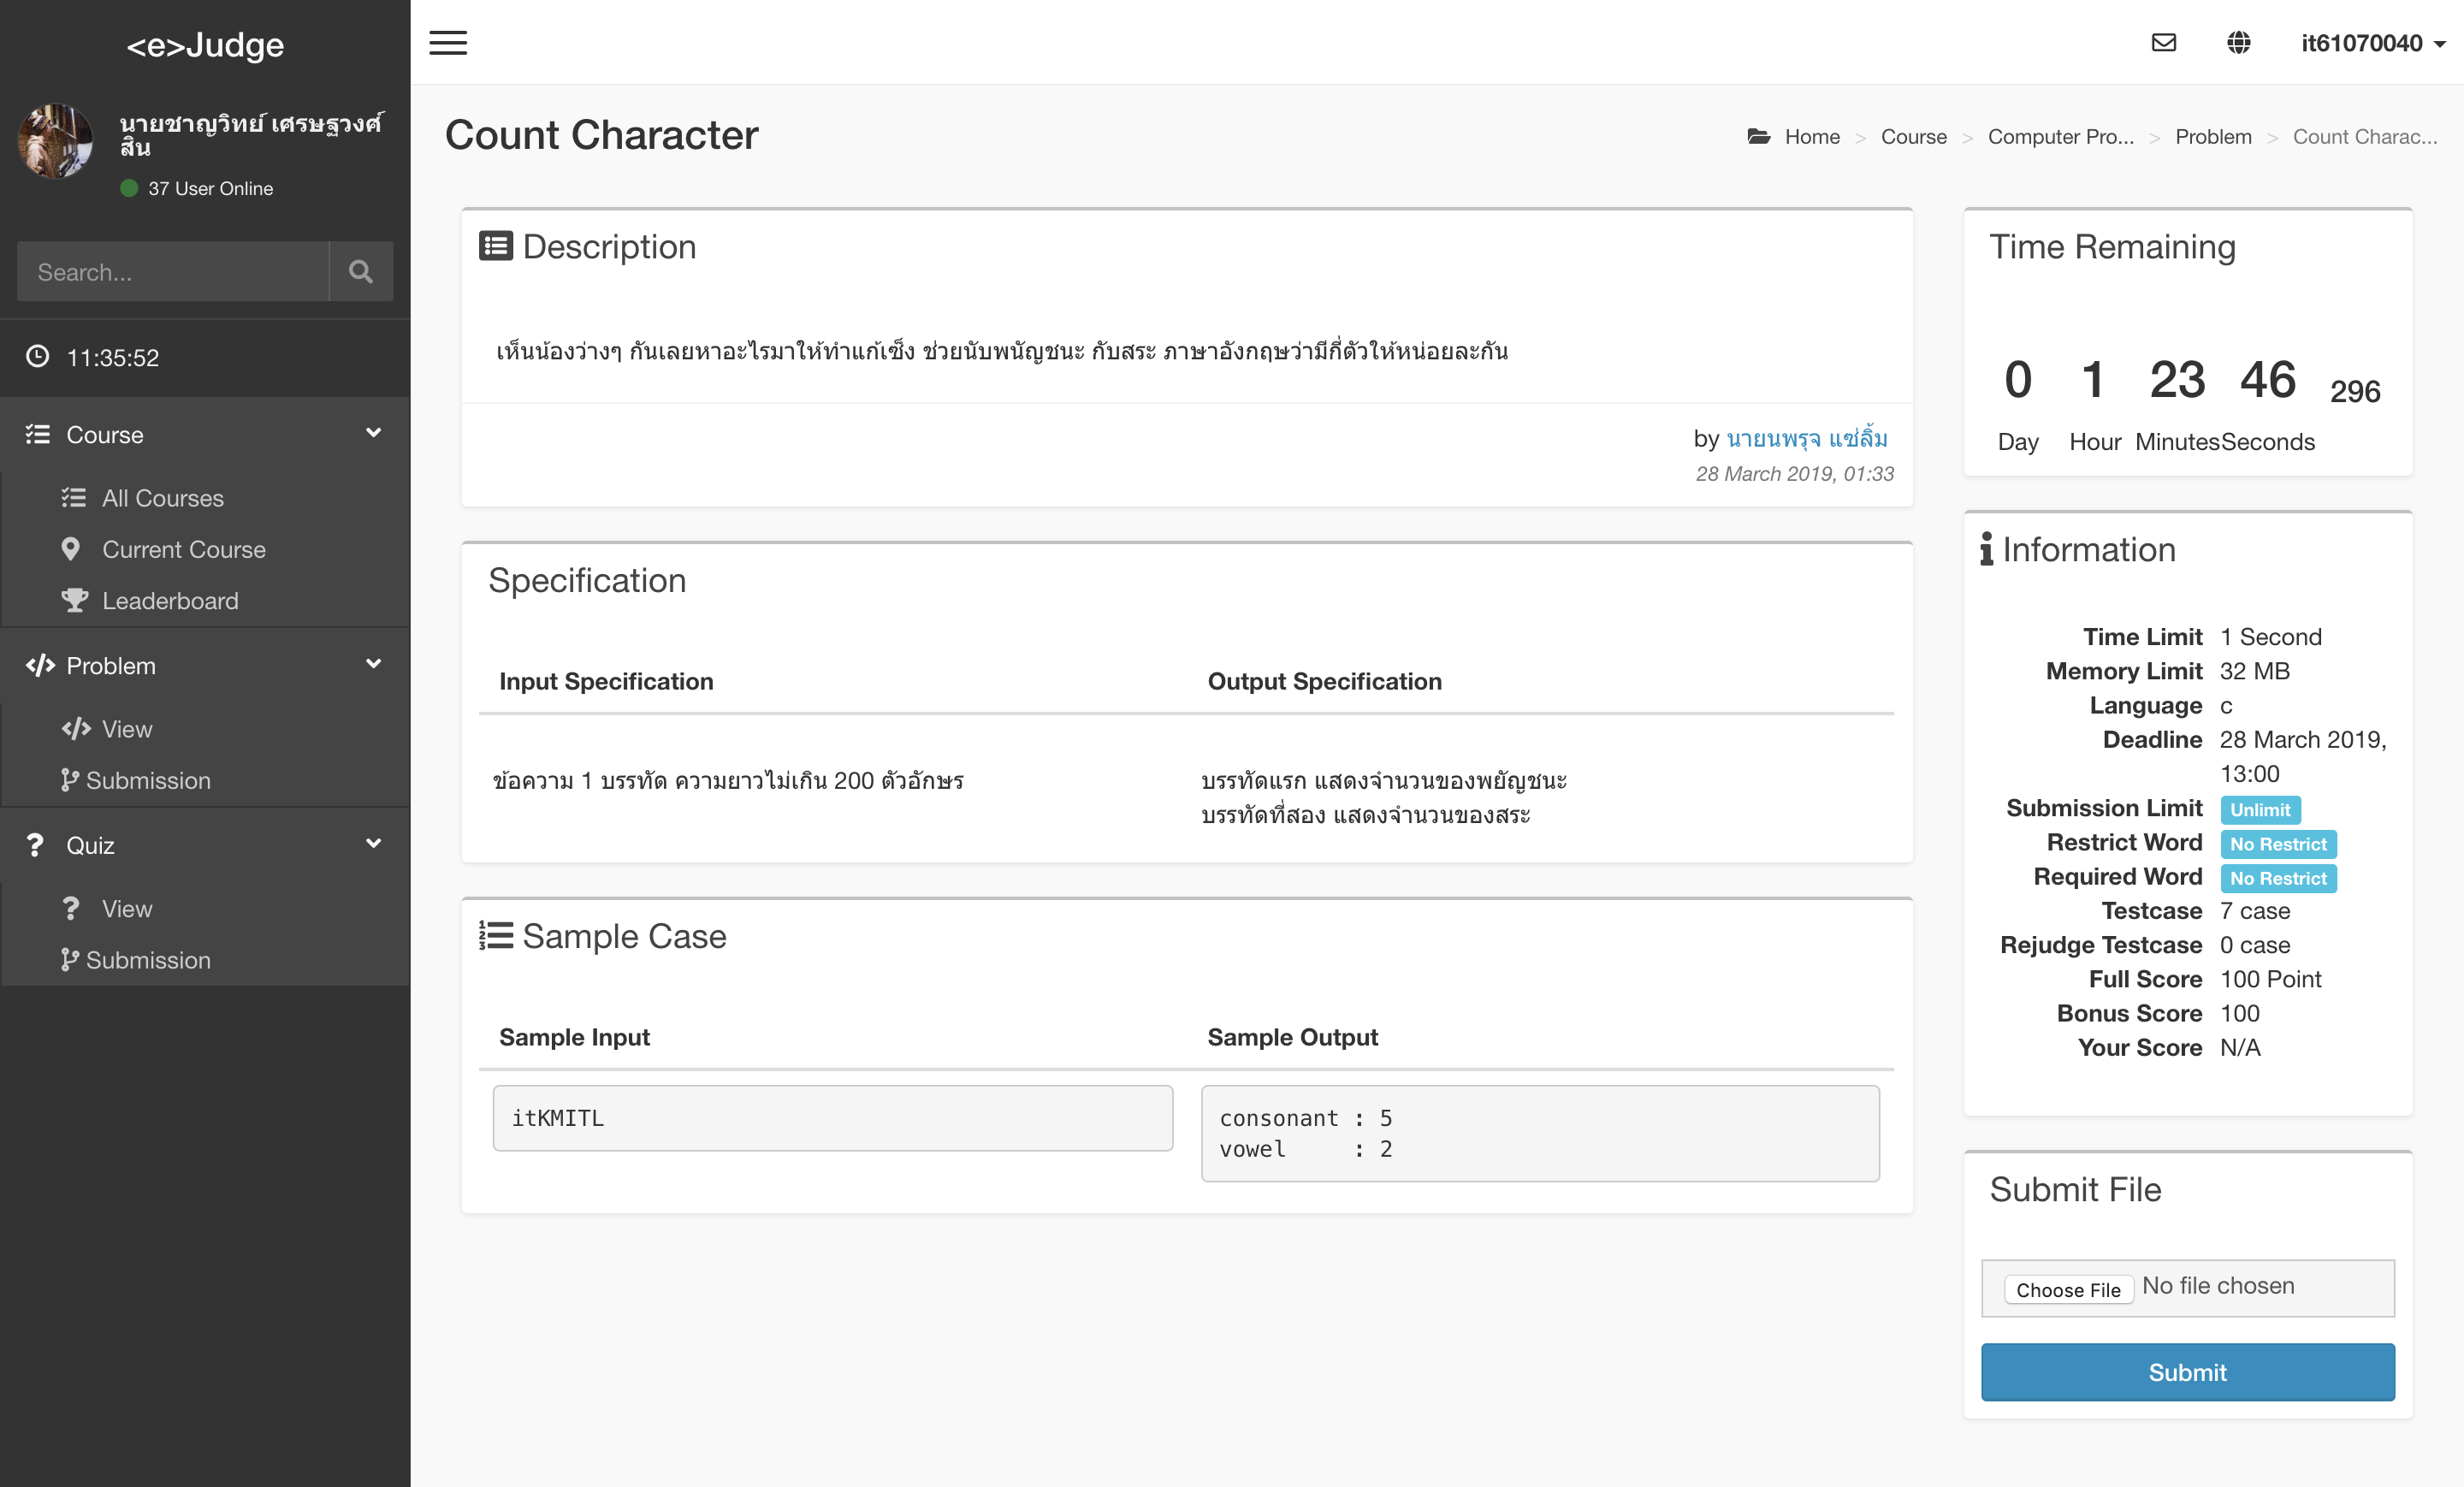 <e>Judge
นายชาญวิทย์ เศรษฐวงศ์
สิน
37 User Online
Search...
11:35:52
Course
All Courses
Current Course
Leaderboard
Problem
View
Submission
Quiz
View
Submission
it61070040
Count Character
Home > Course > Computer Pro... > Problem > Count Charac...
Description
เห็นน้องว่างๆ กันเลยหาอะไรมาให้ทำแก้เซ็ง ช่วยนับพนัญชนะ กับสระ ภาษาอังกฤษว่ามีกี่ตัวให้หน่อยละกัน
by นายนพรุจ แซ่ลิ้ม
28 March 2019, 01:33
Specification
Input Specification Output Specification
ข้อความ 1 บรรทัด ความยาวไม่เกิน 200 ตัวอักษร
บรรทัดแรก แสดงจำนวนของพยัญชนะ
บรรทัดที่สอง แสดงจำนวนของสระ
Sample Case
Sample Input Sample Output
itKMITL
consonant : 5
vowel     : 2
Time Remaining
0 1 23 46 296
Day Hour Minutes Seconds
Information
Time Limit 1 Second
Memory Limit 32 MB
Language c
Deadline 28 March 2019,
13:00
Submission Limit Unlimit
Restrict Word No Restrict
Required Word No Restrict
Testcase 7 case
Rejudge Testcase 0 case
Full Score 100 Point
Bonus Score 100
Your Score N/A
Submit File
Choose File No file chosen
Submit